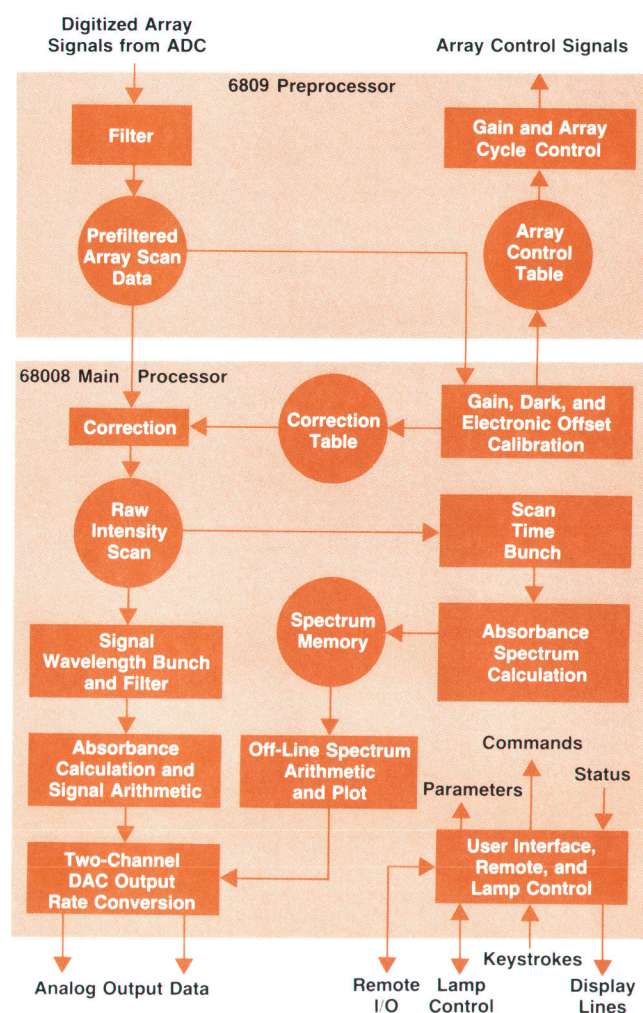 Digitized Array
Signals from ADC
Array Control Signals
6809 Preprocessor
Filter
Gain and Array
Cycle Control
Prefiltered
Array Scan
Data
Array
Control
Table
68008 Main Processor
Correction
Correction
Table
Gain, Dark, and
Electronic Offset
Calibration
Raw
Intensity
Scan
Scan
Time
Bunch
Signal
Wavelength Bunch
and Filter
Spectrum
Memory
Absorbance
Spectrum
Calculation
Absorbance
Calculation and
Signal Arithmetic
Off-Line Spectrum
Arithmetic
and Plot
Commands
Parameters
Status
Two-Channel
DAC Output
Rate Conversion
User Interface,
Remote, and
Lamp Control
Keystrokes
Analog Output Data
Remote
I/O
Lamp
Control
Display
Lines